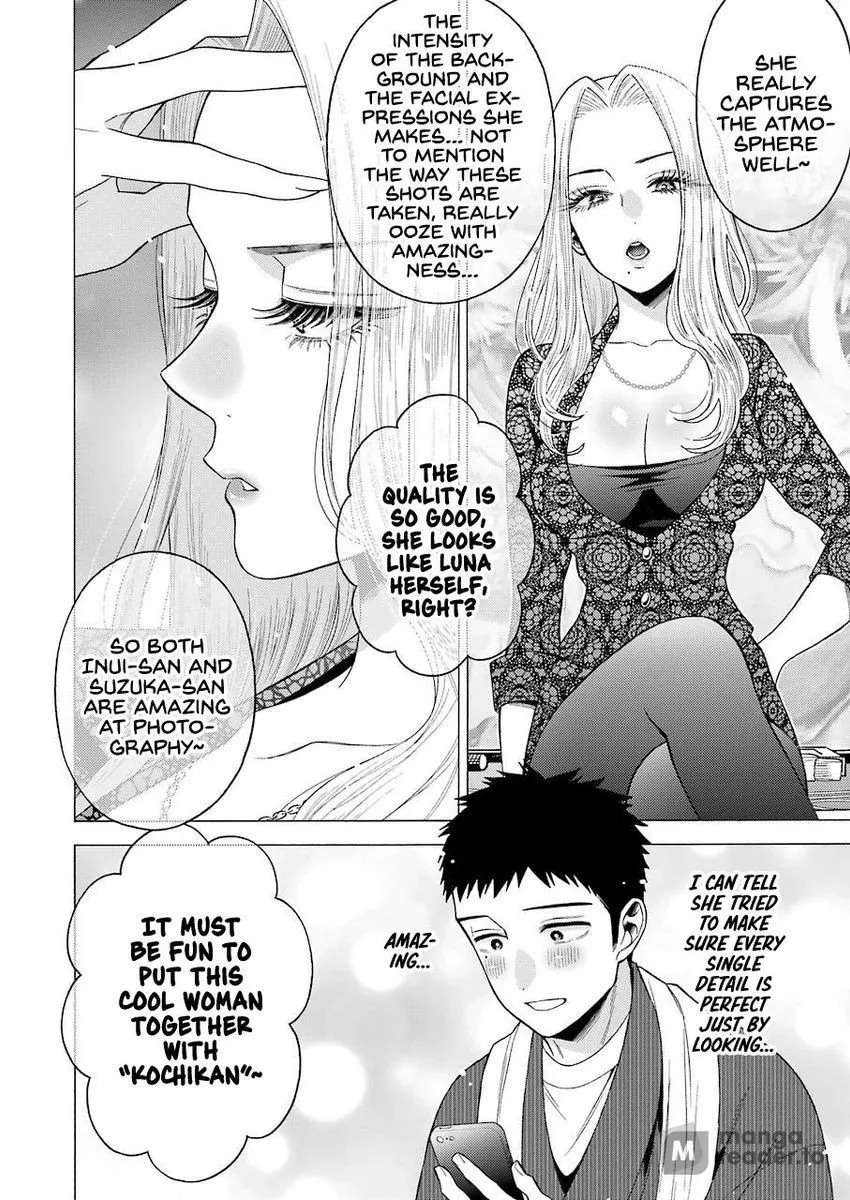 SHE
REALLY
CAPTURES
THE ATMO-
SPHERE
WELL~
THE
INTENSITY
OF THE BACK-
GROUND AND
THE FACIAL EX-
PRESSIONS SHE
MAKES... NOT
TO MENTION
THE WAY THESE
SHOTS ARE
TAKEN, REALLY
OOZE WITH
AMAZING-
NESS...
THE
QUALITY IS
SO GOOD,
SHE LOOKS
LIKE LUNA
HERSELF,
RIGHT?
SO BOTH
INUI-SAN AND
SUZUKA-SAN
ARE AMAZING
AT PHOTO-
GRAPHY~
I CAN TELL
SHE TRIED
TO MAKE
SURE EVERY
SINGLE
DETAIL IS
PERFECT
JUST BY
LOOKING...
AMAZ-
ING...
IT MUST
BE FUN TO
PUT THIS
COOL WOMAN
TOGETHER
WITH
"KOCHIKAN"~
M manga
reader.to